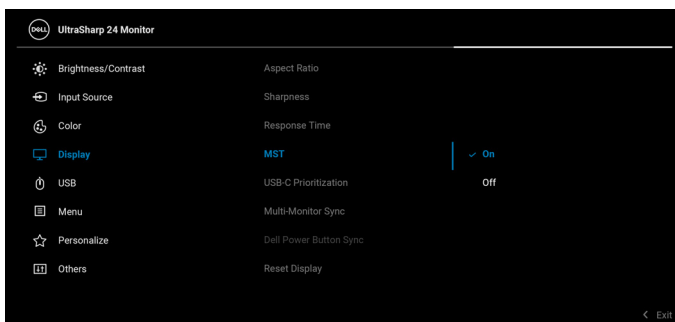 DELL UltraSharp 24 Monitor
Brightness/Contrast Aspect Ratio
Input Source Sharpness
Color Response Time
Display MST On
USB USB-C Prioritization Off
Menu Multi-Monitor Sync
Personalize Dell Power Button Sync
Others Reset Display
Exit